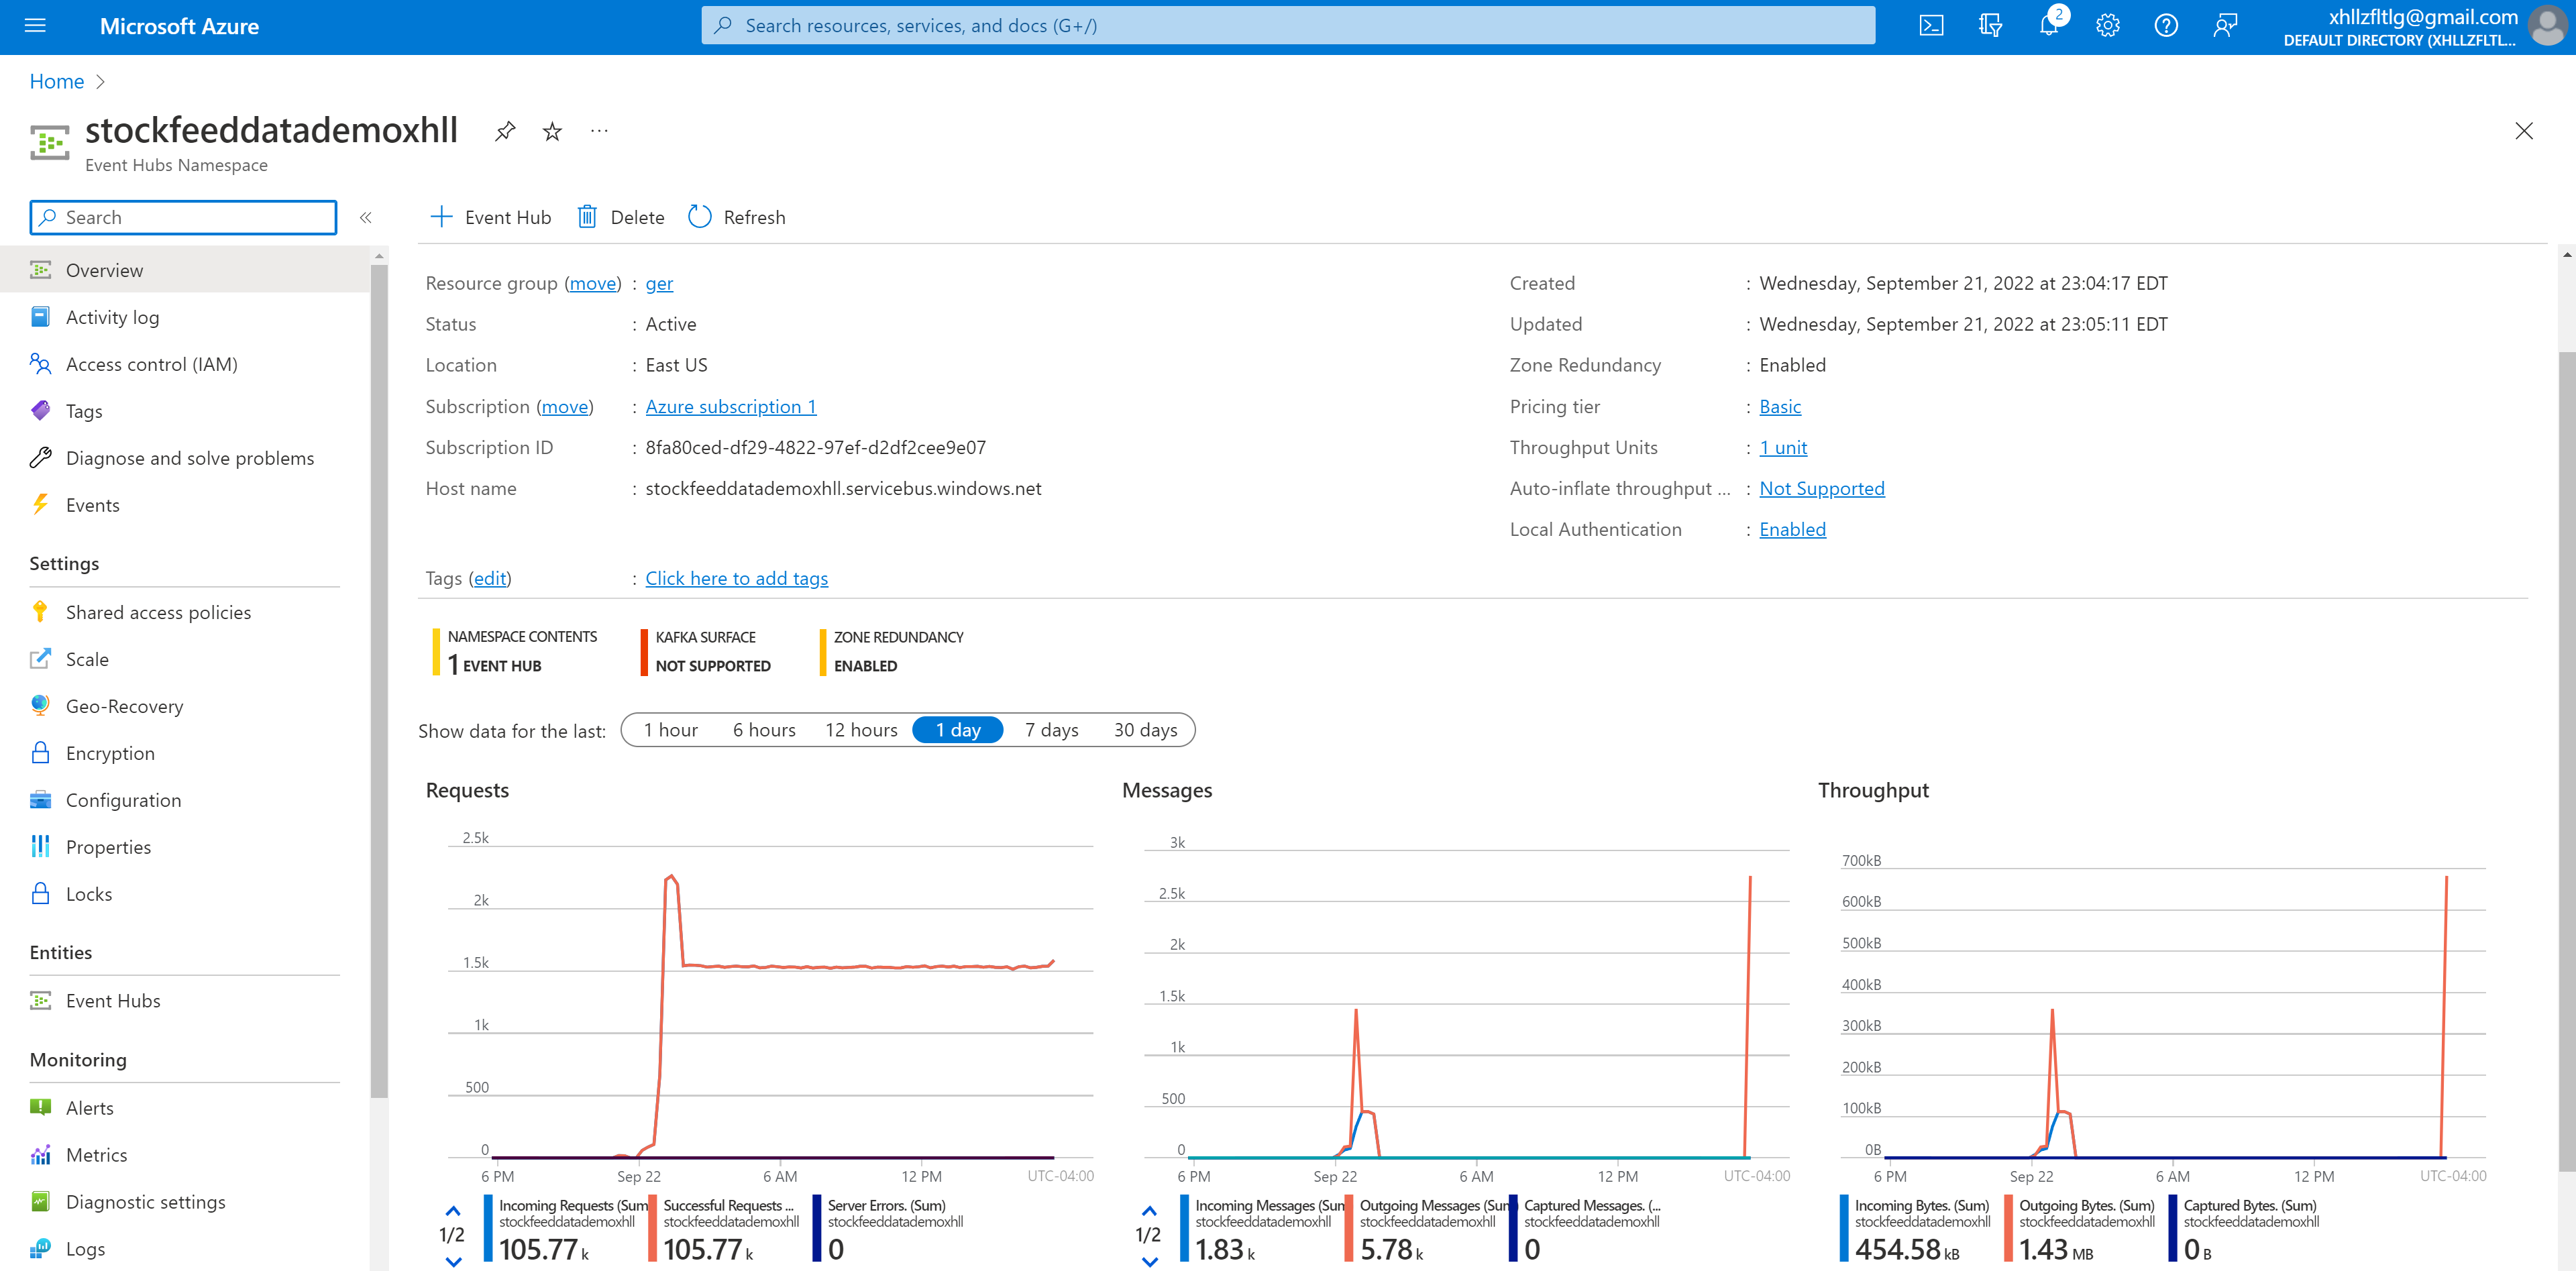 Microsoft Azure
Search resources, services, and docs (G+/)
2
xhllzfltlg@gmail.com
DEFAULT DIRECTORY (XHLLZFLTL...
Home
stockfeeddatademoxhll
Event Hubs Namespace
Search
Event Hub
Delete
Refresh
Overview
Activity log
Access control (IAM)
Tags
Diagnose and solve problems
Events
Settings
Shared access policies
Scale
Geo-Recovery
Encryption
Configuration
Properties
Locks
Entities
Event Hubs
Monitoring
Alerts
Metrics
Diagnostic settings
Logs
Resource group (move) : ger
Status : Active
Location : East US
Subscription (move) : Azure subscription 1
Subscription ID : 8fa80ced-df29-4822-97ef-d2df2cee9e07
Host name : stockfeeddatademoxhll.servicebus.windows.net
Tags (edit) : Click here to add tags
Created : Wednesday, September 21, 2022 at 23:04:17 EDT
Updated : Wednesday, September 21, 2022 at 23:05:11 EDT
Zone Redundancy : Enabled
Pricing tier : Basic
Throughput Units : 1 unit
Auto-inflate throughput ... : Not Supported
Local Authentication : Enabled
NAMESPACE CONTENTS
1 EVENT HUB
KAFKA SURFACE
NOT SUPPORTED
ZONE REDUNDANCY
ENABLED
Show data for the last: 1 hour 6 hours 12 hours 1 day 7 days 30 days
Requests
2.5k
2k
1.5k
1k
500
0
6 PM Sep 22 6 AM 12 PM UTC-04:00
1/2
Incoming Requests (Sum
stockfeeddatademoxhll
105.77 k
Successful Requests ...
stockfeeddatademoxhll
105.77 k
Server Errors. (Sum)
stockfeeddatademoxhll
0
Messages
3k
2.5k
2k
1.5k
1k
500
0
6 PM Sep 22 6 AM 12 PM UTC-04:00
1/2
Incoming Messages (Sum
stockfeeddatademoxhll
1.83 k
Outgoing Messages (Sum
stockfeeddatademoxhll
5.78 k
Captured Messages. (...
stockfeeddatademoxhll
0
Throughput
700kB
600kB
500kB
400kB
300kB
200kB
100kB
0B
6 PM Sep 22 6 AM 12 PM UTC-04:00
Incoming Bytes. (Sum)
stockfeeddatademoxhll
454.58 kB
Outgoing Bytes. (Sum)
stockfeeddatademoxhll
1.43 MB
Captured Bytes. (Sum)
stockfeeddatademoxhll
0 B